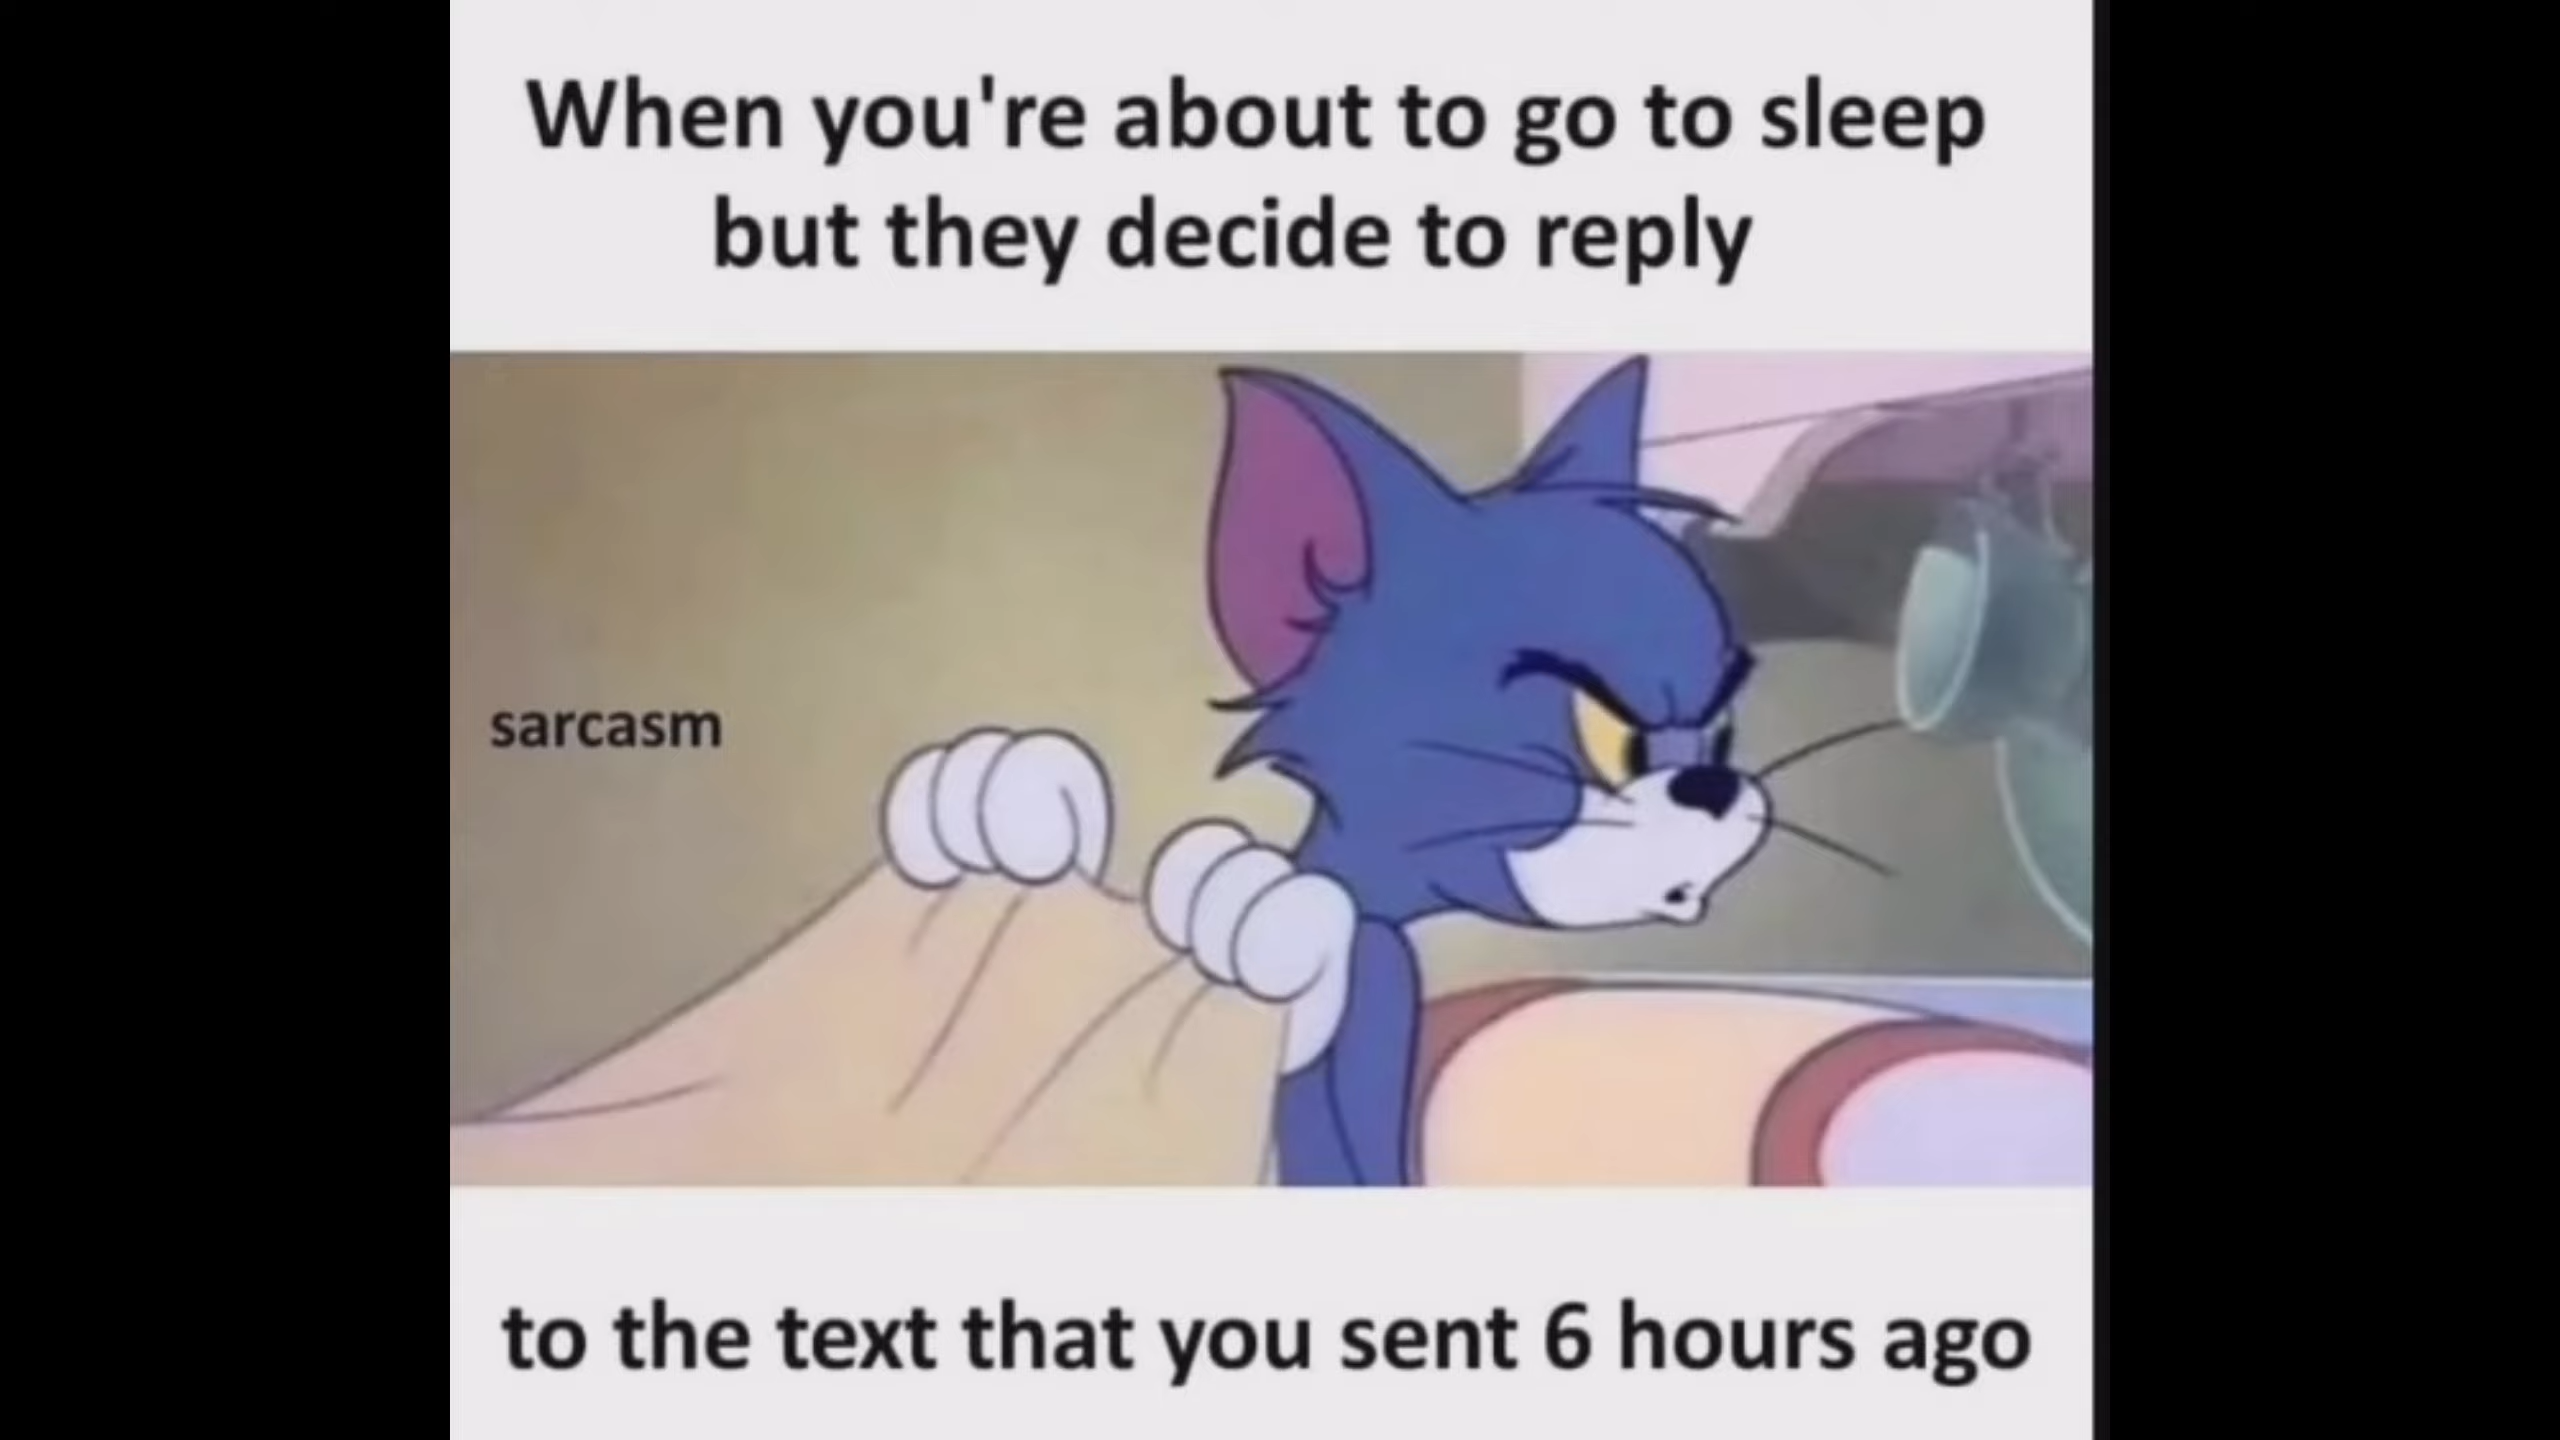 When you're about to go to sleep
but they decide to reply
sarcasm
to the text that you sent 6 hours ago